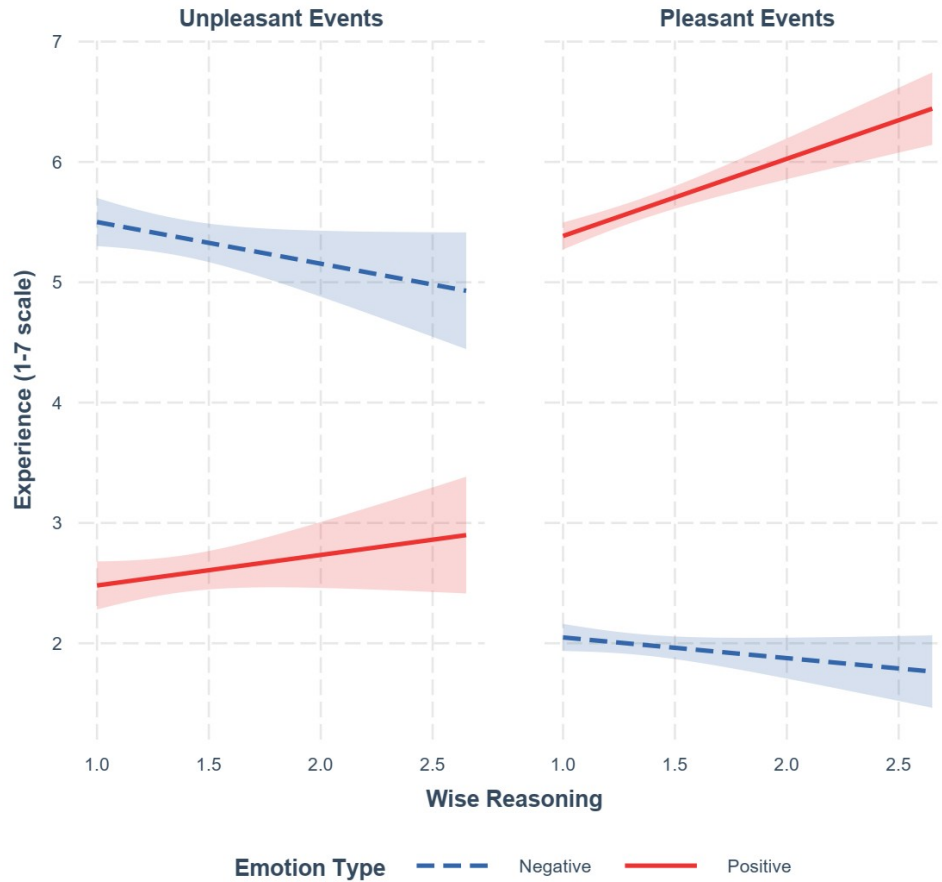 Unpleasant Events
Pleasant Events
Experience (1-7 scale)
7
6
5
4
3
2
1.0 1.5 2.0 2.5
1.0 1.5 2.0 2.5
Wise Reasoning
Emotion Type Negative Positive